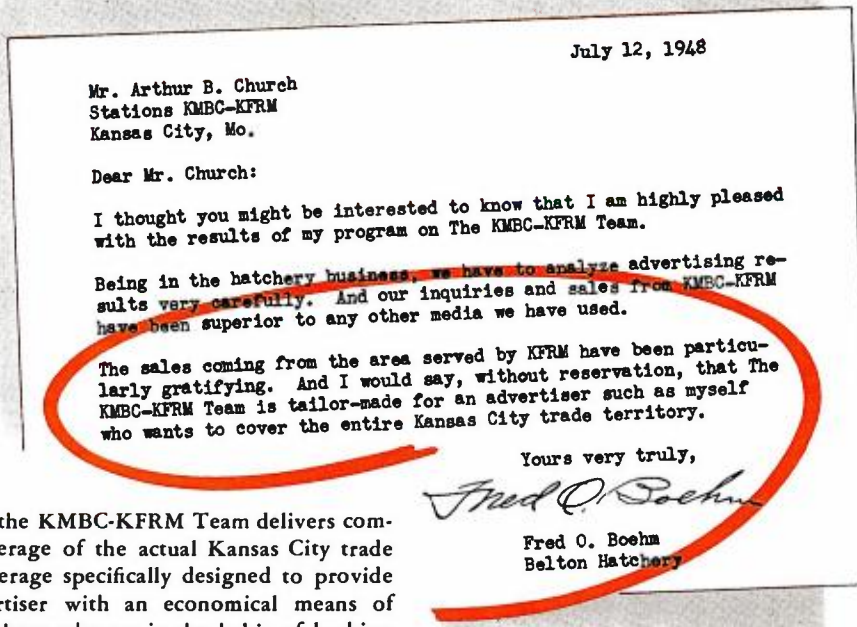 July 12, 1948
Mr. Arthur B. Church
Stations KMBC-KFRM
Kansas City, Mo.
Dear Mr. Church:
I thought you might be interested to know that I am highly pleased
with the results of my program on The KMBC-KFRM Team.
Being in the hatchery business, we have to analyze advertising re-
sults very carefully. And our inquiries and sales from KMBC-KFRM
have been superior to any other media we have used.
The sales coming from the area served by KFRM have been particu-
larly gratifying. And I would say, without reservation, that The
KMBC-KFRM Team is tailor-made for an advertiser such as myself
who wants to cover the entire Kansas City trade territory.
Yours very truly,
Fred O. Boehm
Fred O. Boehm
Belton Hatchery
the KMBC-KFRM Team delivers com-
erage of the actual Kansas City trade
erage specifically designed to provide
rtiser with an economical means of